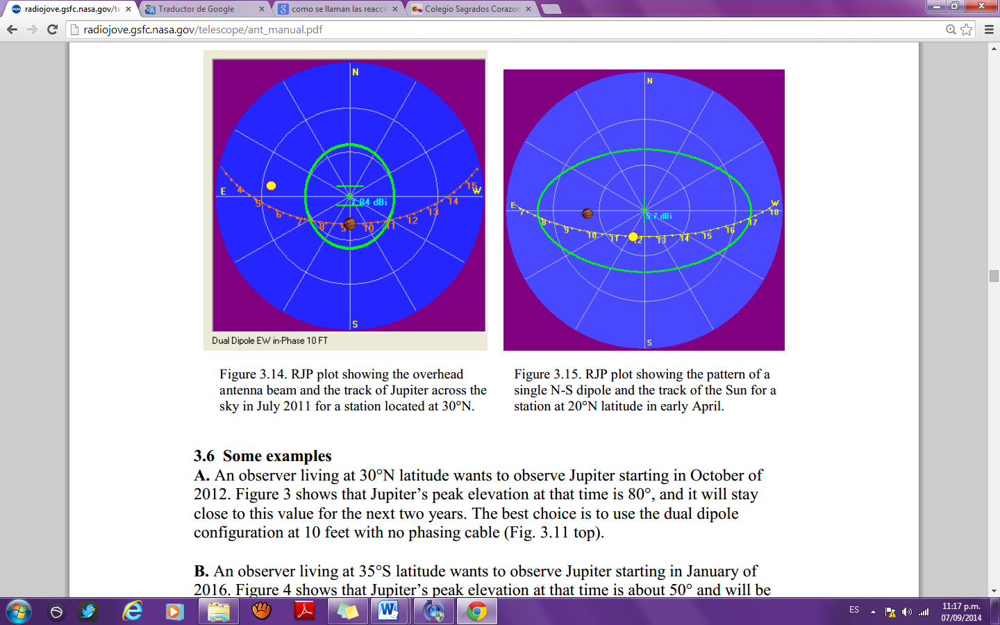 radiojove.gsfc.nasa.gov/te
Traductor de Google
como se llaman las reacci
Colegio Sagrados Corazon
radiojove.gsfc.nasa.gov/telescope/ant_manual.pdf
N
E
W
S
4
5
6
7
8
9
10
11
12
13
14
15
7.84 dBi
Dual Dipole EW in-Phase 10 FT
N
E
W
S
7
8
9
10
11
12
13
14
15
16
17
18
5.7 dBi
Figure 3.14. RJP plot showing the overhead
antenna beam and the track of Jupiter across the
sky in July 2011 for a station located at 30°N.
Figure 3.15. RJP plot showing the pattern of a
single N-S dipole and the track of the Sun for a
station at 20°N latitude in early April.
3.6 Some examples
A. An observer living at 30°N latitude wants to observe Jupiter starting in October of
2012. Figure 3 shows that Jupiter’s peak elevation at that time is 80°, and it will stay
close to this value for the next two years. The best choice is to use the dual dipole
configuration at 10 feet with no phasing cable (Fig. 3.11 top).
B. An observer living at 35°S latitude wants to observe Jupiter starting in January of
2016. Figure 4 shows that Jupiter’s peak elevation at that time is about 50° and will be
ES
11:17 p.m.
07/09/2014